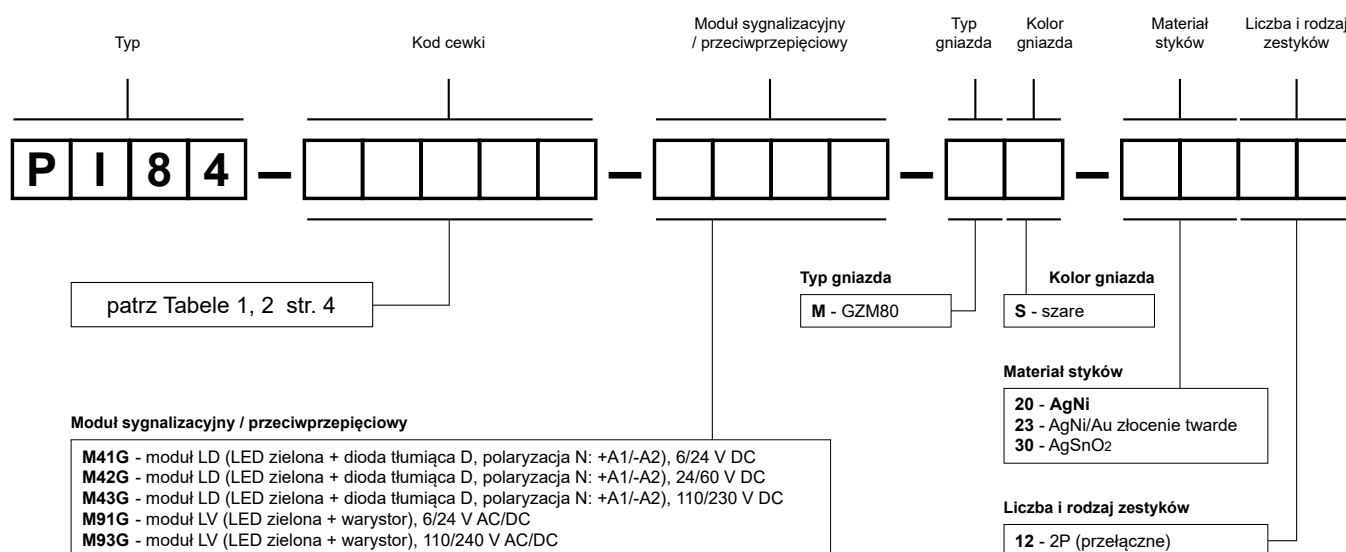 Typ
Kod cewki
Moduł sygnalizacyjny
/ przeciwprzepięciowy
Typ
gniazda
Kolor
gniazda
Materiał
styków
Liczba i rodzaj
zestyków
P I 8 4 – – – –
patrz Tabele 1, 2 str. 4
Typ gniazda
M - GZM80
Kolor gniazda
S - szare
Materiał styków
20 - AgNi
23 - AgNi/Au złocenie twarde
30 - AgSnO2
Moduł sygnalizacyjny / przeciwprzepięciowy
M41G - moduł LD (LED zielona + dioda tłumiąca D, polaryzacja N: +A1/-A2), 6/24 V DC
M42G - moduł LD (LED zielona + dioda tłumiąca D, polaryzacja N: +A1/-A2), 24/60 V DC
M43G - moduł LD (LED zielona + dioda tłumiąca D, polaryzacja N: +A1/-A2), 110/230 V DC
M91G - moduł LV (LED zielona + warystor), 6/24 V AC/DC
M93G - moduł LV (LED zielona + warystor), 110/240 V AC/DC
Liczba i rodzaj zestyków
12 - 2P (przełączne)